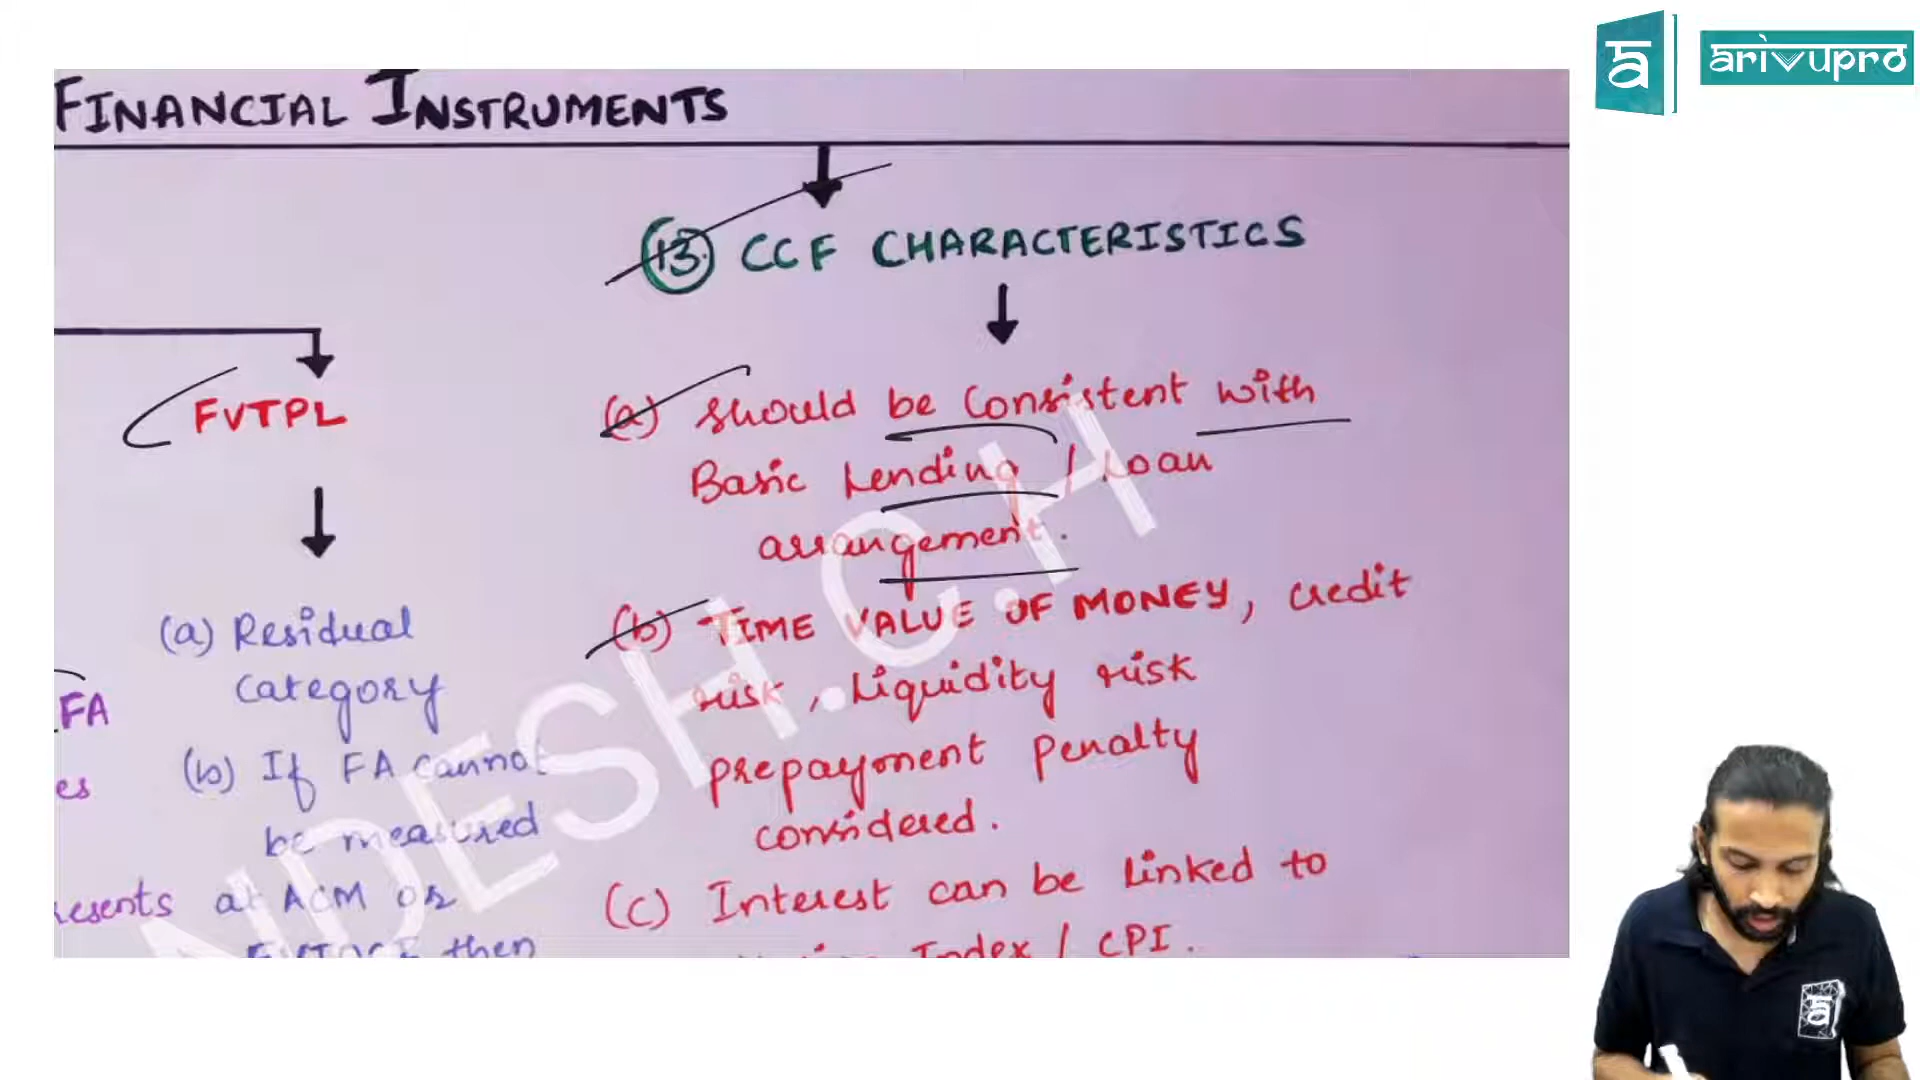 arivupro
FINANCIAL INSTRUMENTS
13. CCF CHARACTERISTICS
FVTPL
(a) Should be consistent with
Basic Lending / Loan
arrangement.
(b) TIME VALUE OF MONEY, credit
risk, Liquidity risk
prepayment penalty
considered.
(c) Interest can be linked to
Index / CPI.
(a) Residual
category
(b) If FA cannot
be measured
at ACM or
then
FA
es
resents
NDESH.C.H